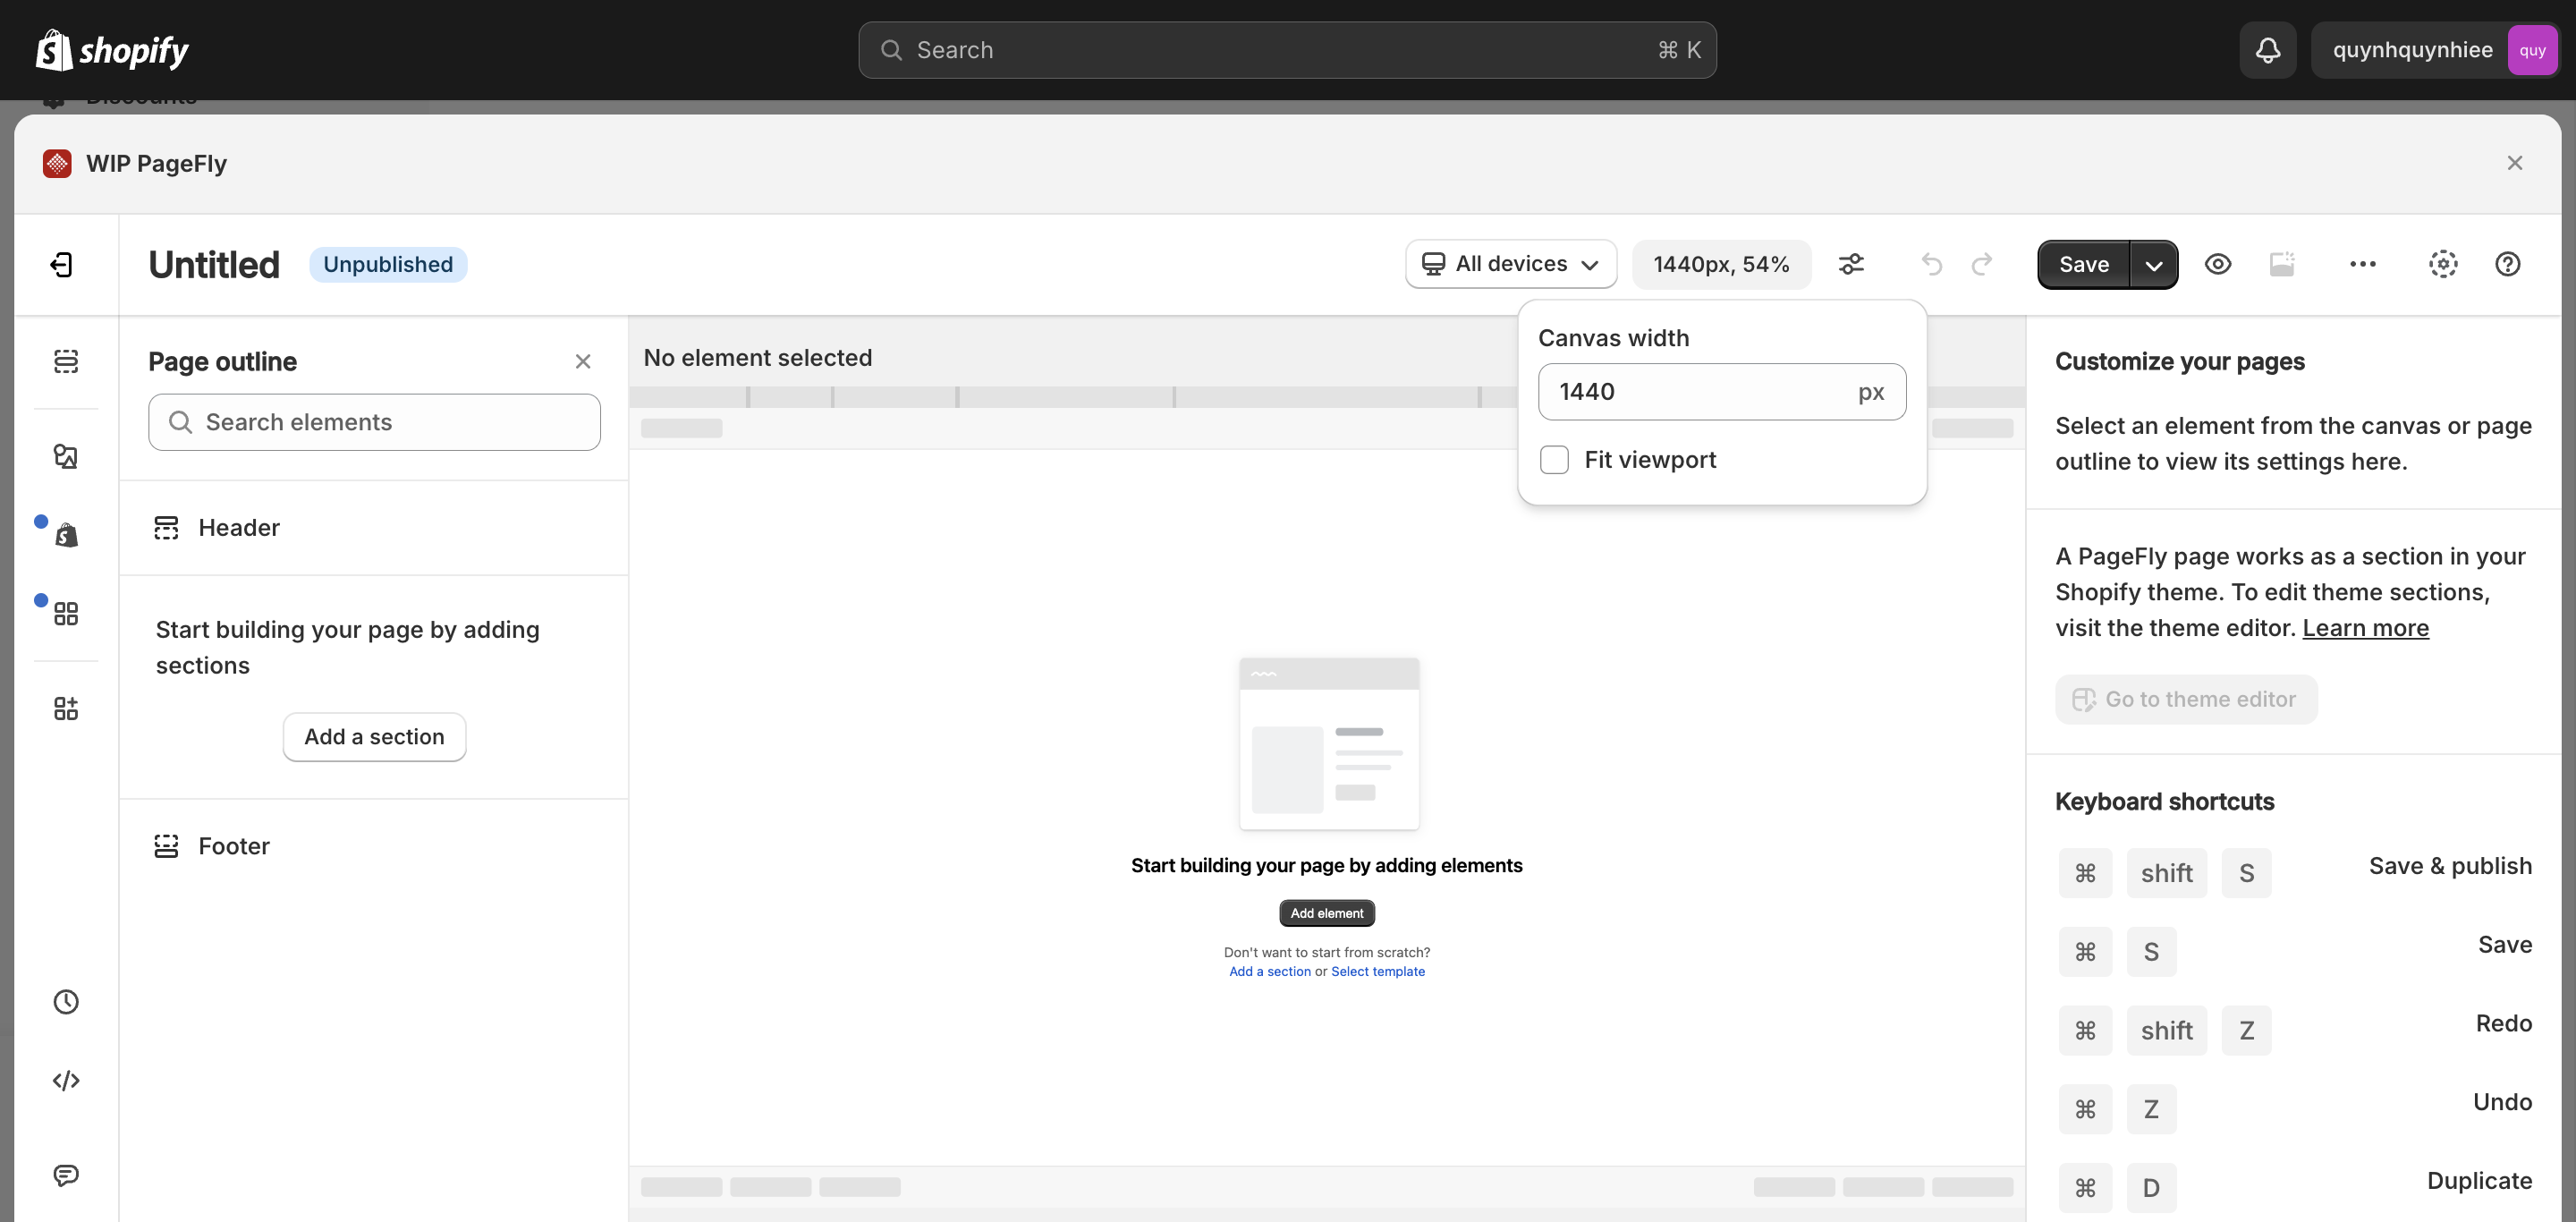 shopify
Search
⌘ K
quynhquynhiee
quy
Discounts
WIP PageFly
Untitled
Unpublished
All devices
1440px, 54%
Save
Page outline
Search elements
Header
Start building your page by adding
sections
Add a section
Footer
No element selected
Canvas width
1440
px
Fit viewport
Start building your page by adding elements
Add element
Don't want to start from scratch?
Add a section or Select template
Customize your pages
Select an element from the canvas or page
outline to view its settings here.
A PageFly page works as a section in your
Shopify theme. To edit theme sections,
visit the theme editor. Learn more
Go to theme editor
Keyboard shortcuts
⌘ shift S Save & publish
⌘ S Save
⌘ shift Z Redo
⌘ Z Undo
⌘ D Duplicate